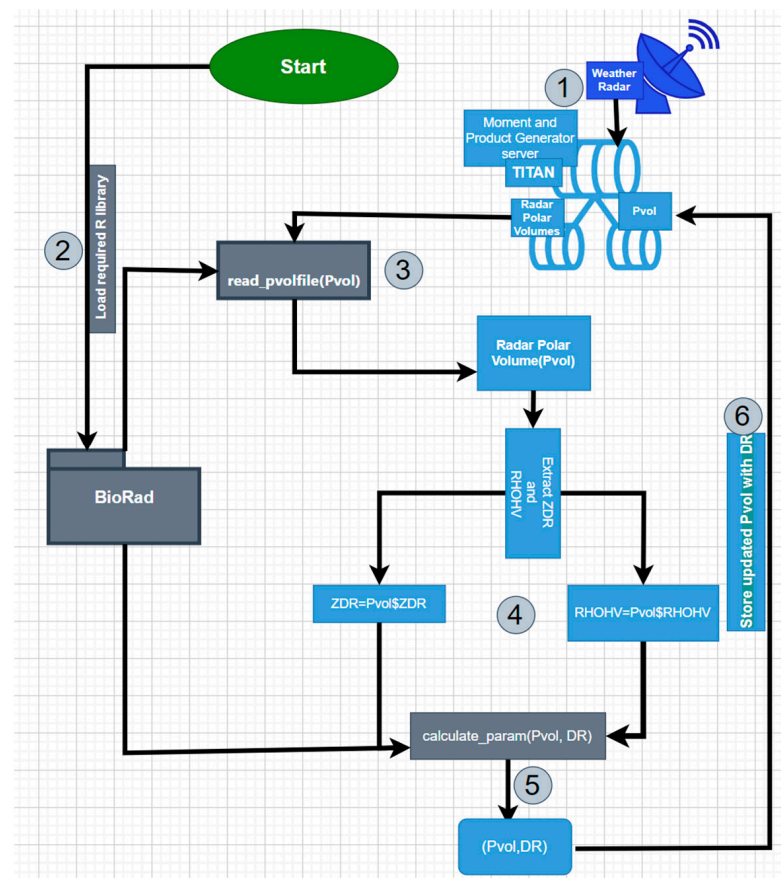 Start
1
Weather
Radar
Moment and
Product Generator
server
TITAN
Radar
Polar
Volumes
Pvol
2
Load required R library
read_pvolfile(Pvol)
3
Radar Polar
Volume(Pvol)
6
Store updated Pvol with DR
Extract ZDR
and
RHOHV
BioRad
ZDR=Pvol$ZDR
4
RHOHV=Pvol$RHOHV
calculate_param(Pvol, DR)
5
(Pvol,DR)